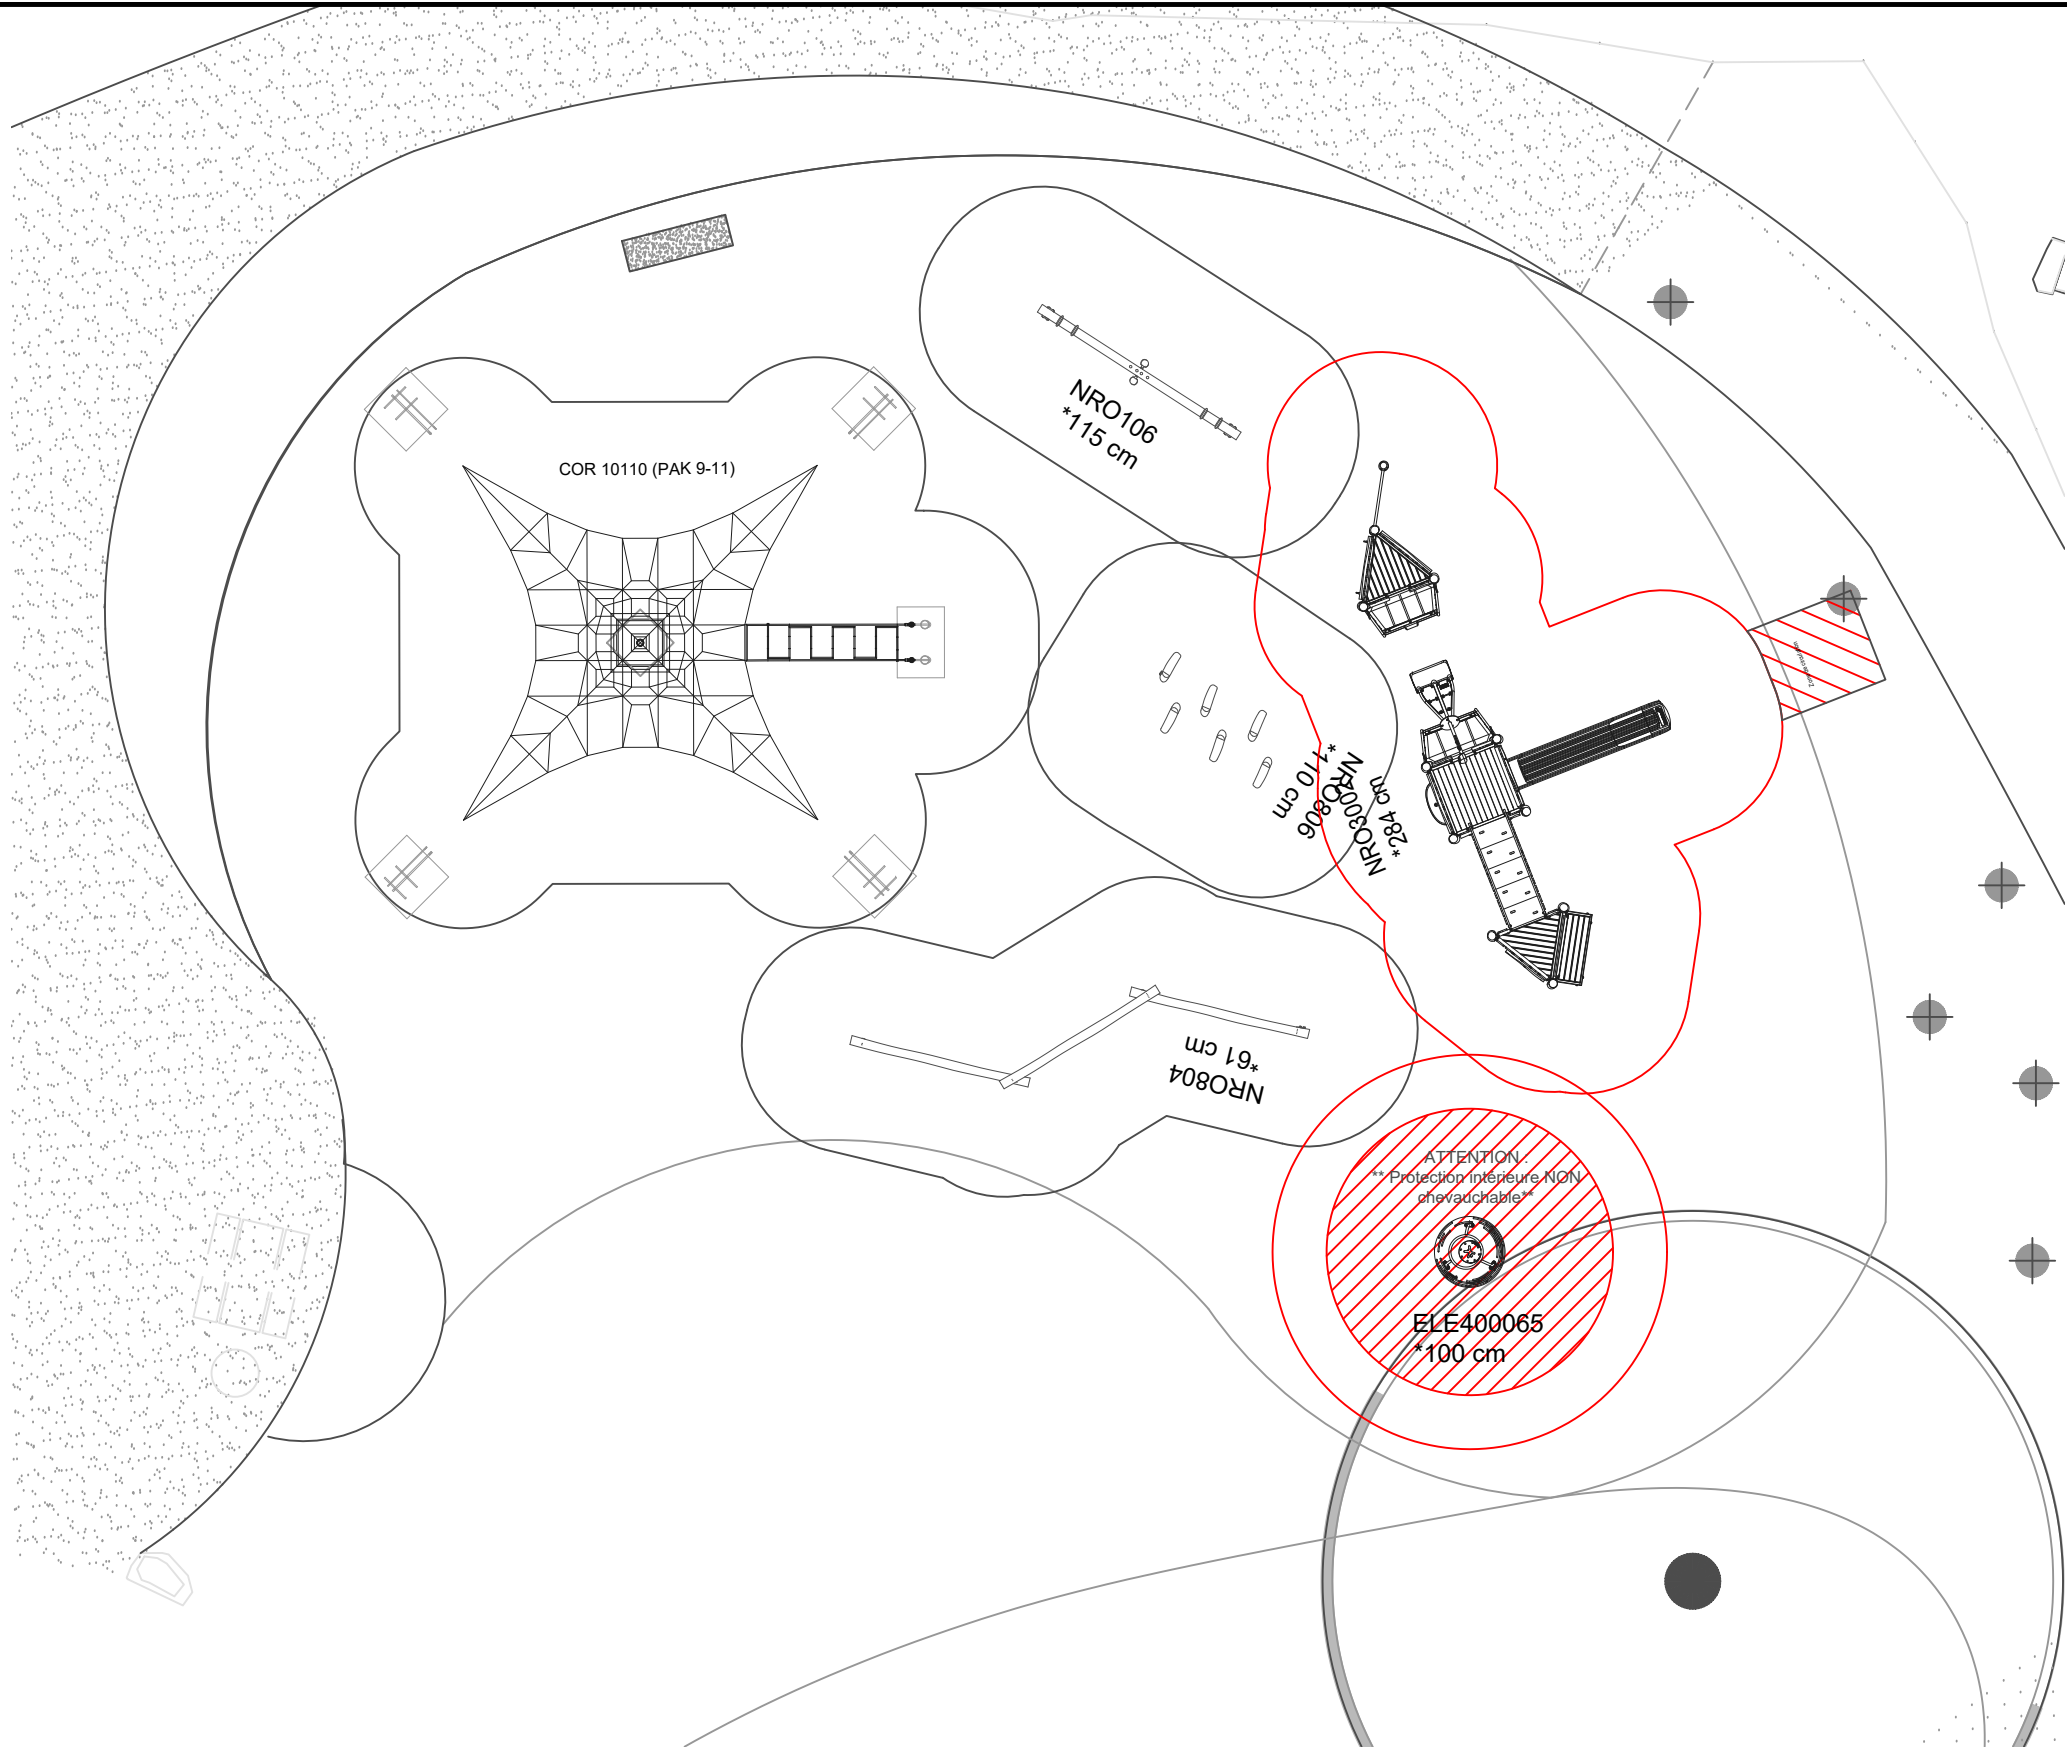 NRO106
*115 cm
COR 10110 (PAK 9-11)
NRO806
*110 cm
*284 cm
*61 cm
NRO804
ATTENTION :
** Protection intérieure NON
chevauchable**
ELE400065
*100 cm